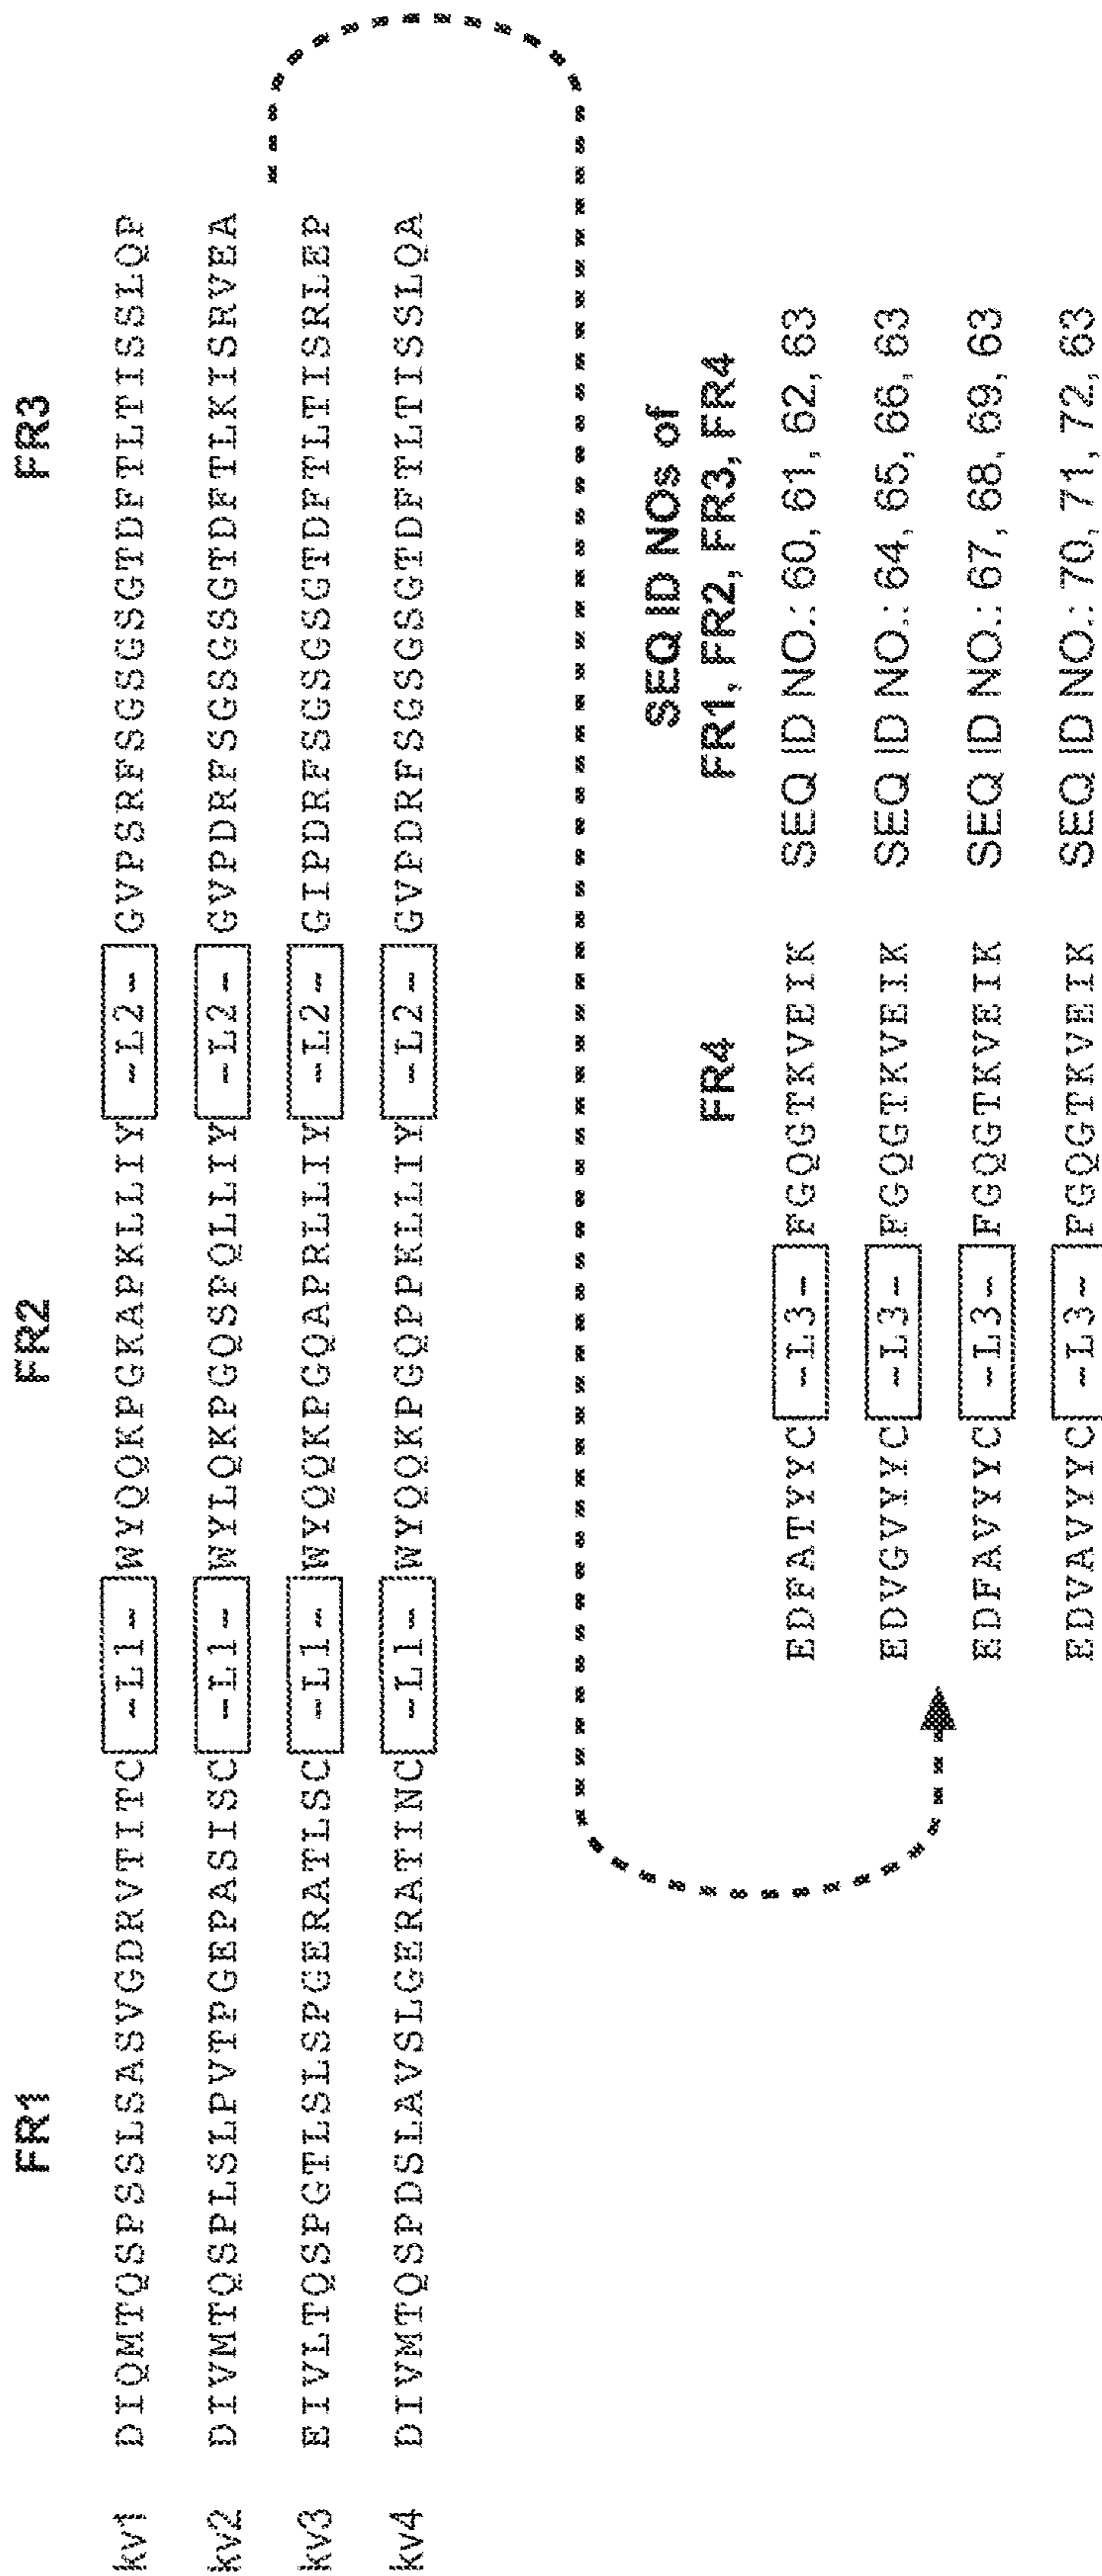 FR1 FR2 FR3
kv1 DIQMTQSPSSLSASVGDRVTITC -L1- WYQQKPGKAPKLLIY -L2- GVPSRFSGSGSGTDFTLTISSLQP
kv2 DIVMTQSPLSLPVTPGEPASISC -L1- WYLQKPGQSPQLLIY -L2- GVPDRFSGSGSGTDFTLKISRVEA
kv3 EIVLTQSPGTLSLSPGERATLSC -L1- WYQQKPGQAPRLLIY -L2- GIPDRFSGSGSGTDFTLTISRLEP
kv4 DIVMTQSPDSLAVSLGERATINC -L1- WYQQKPGQPPKLLIY -L2- GVPDRFSGSGSGTDFTLTISSLQA
SEQ ID NOs of
FR4 FR1, FR2, FR3, FR4
EDFATYYC -L3- FGQGTKVEIK SEQ ID NO.: 60, 61, 62, 63
EDVGVYYC -L3- FGQGTKVEIK SEQ ID NO.: 64, 65, 66, 63
EDFAVYYC -L3- FGQGTKVEIK SEQ ID NO.: 67, 68, 69, 63
EDVAVYYC -L3- FGQGTKVEIK SEQ ID NO.: 70, 71, 72, 63